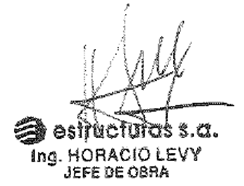 estructuras s.a.
Ing. HORACIO LEVY
JEFE DE OBRA